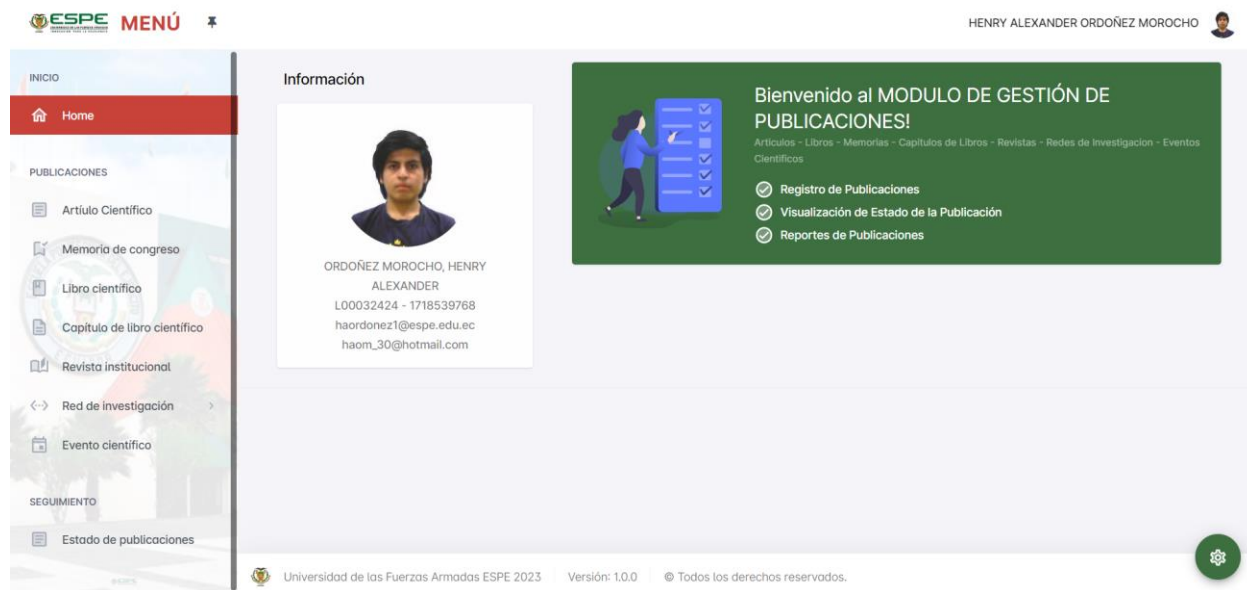 ESPE MENÚ
HENRY ALEXANDER ORDOÑEZ MOROCHO
INICIO
Home
PUBLICACIONES
Artíulo Científico
Memoria de congreso
Libro científico
Capítulo de libro científico
Revista institucional
Red de investigación
Evento científico
SEGUIMIENTO
Estado de publicaciones
Información
ORDOÑEZ MOROCHO, HENRY
ALEXANDER
L00032424 - 1718539768
haordonez1@espe.edu.ec
haom_30@hotmail.com
Bienvenido al MODULO DE GESTIÓN DE
PUBLICACIONES!
Artículos - Libros - Memorias - Capitulos de Libros - Revistas - Redes de Investigacion - Eventos
Científicos
Registro de Publicaciones
Visualización de Estado de la Publicación
Reportes de Publicaciones
Universidad de las Fuerzas Armadas ESPE 2023 Versión: 1.0.0 © Todos los derechos reservados.